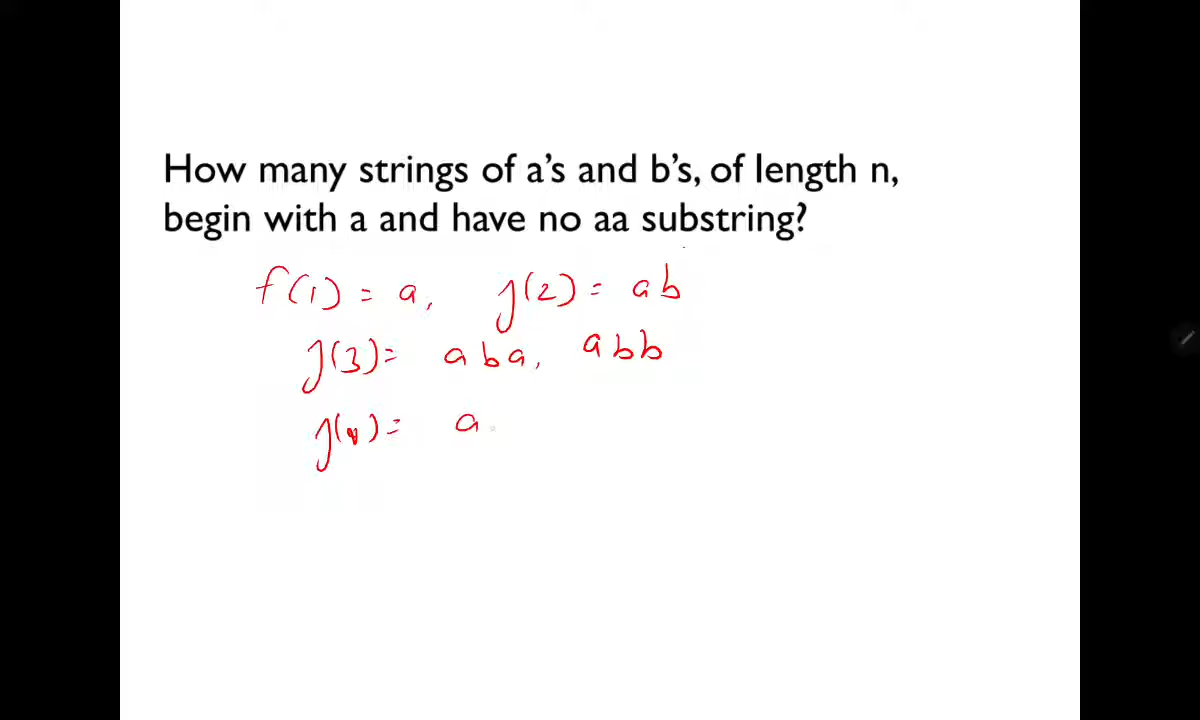 How many strings of a's and b's, of length n,
begin with a and have no aa substring?
f(1) = a, f(2) = ab
f(3) = aba, abb
f(4) = a